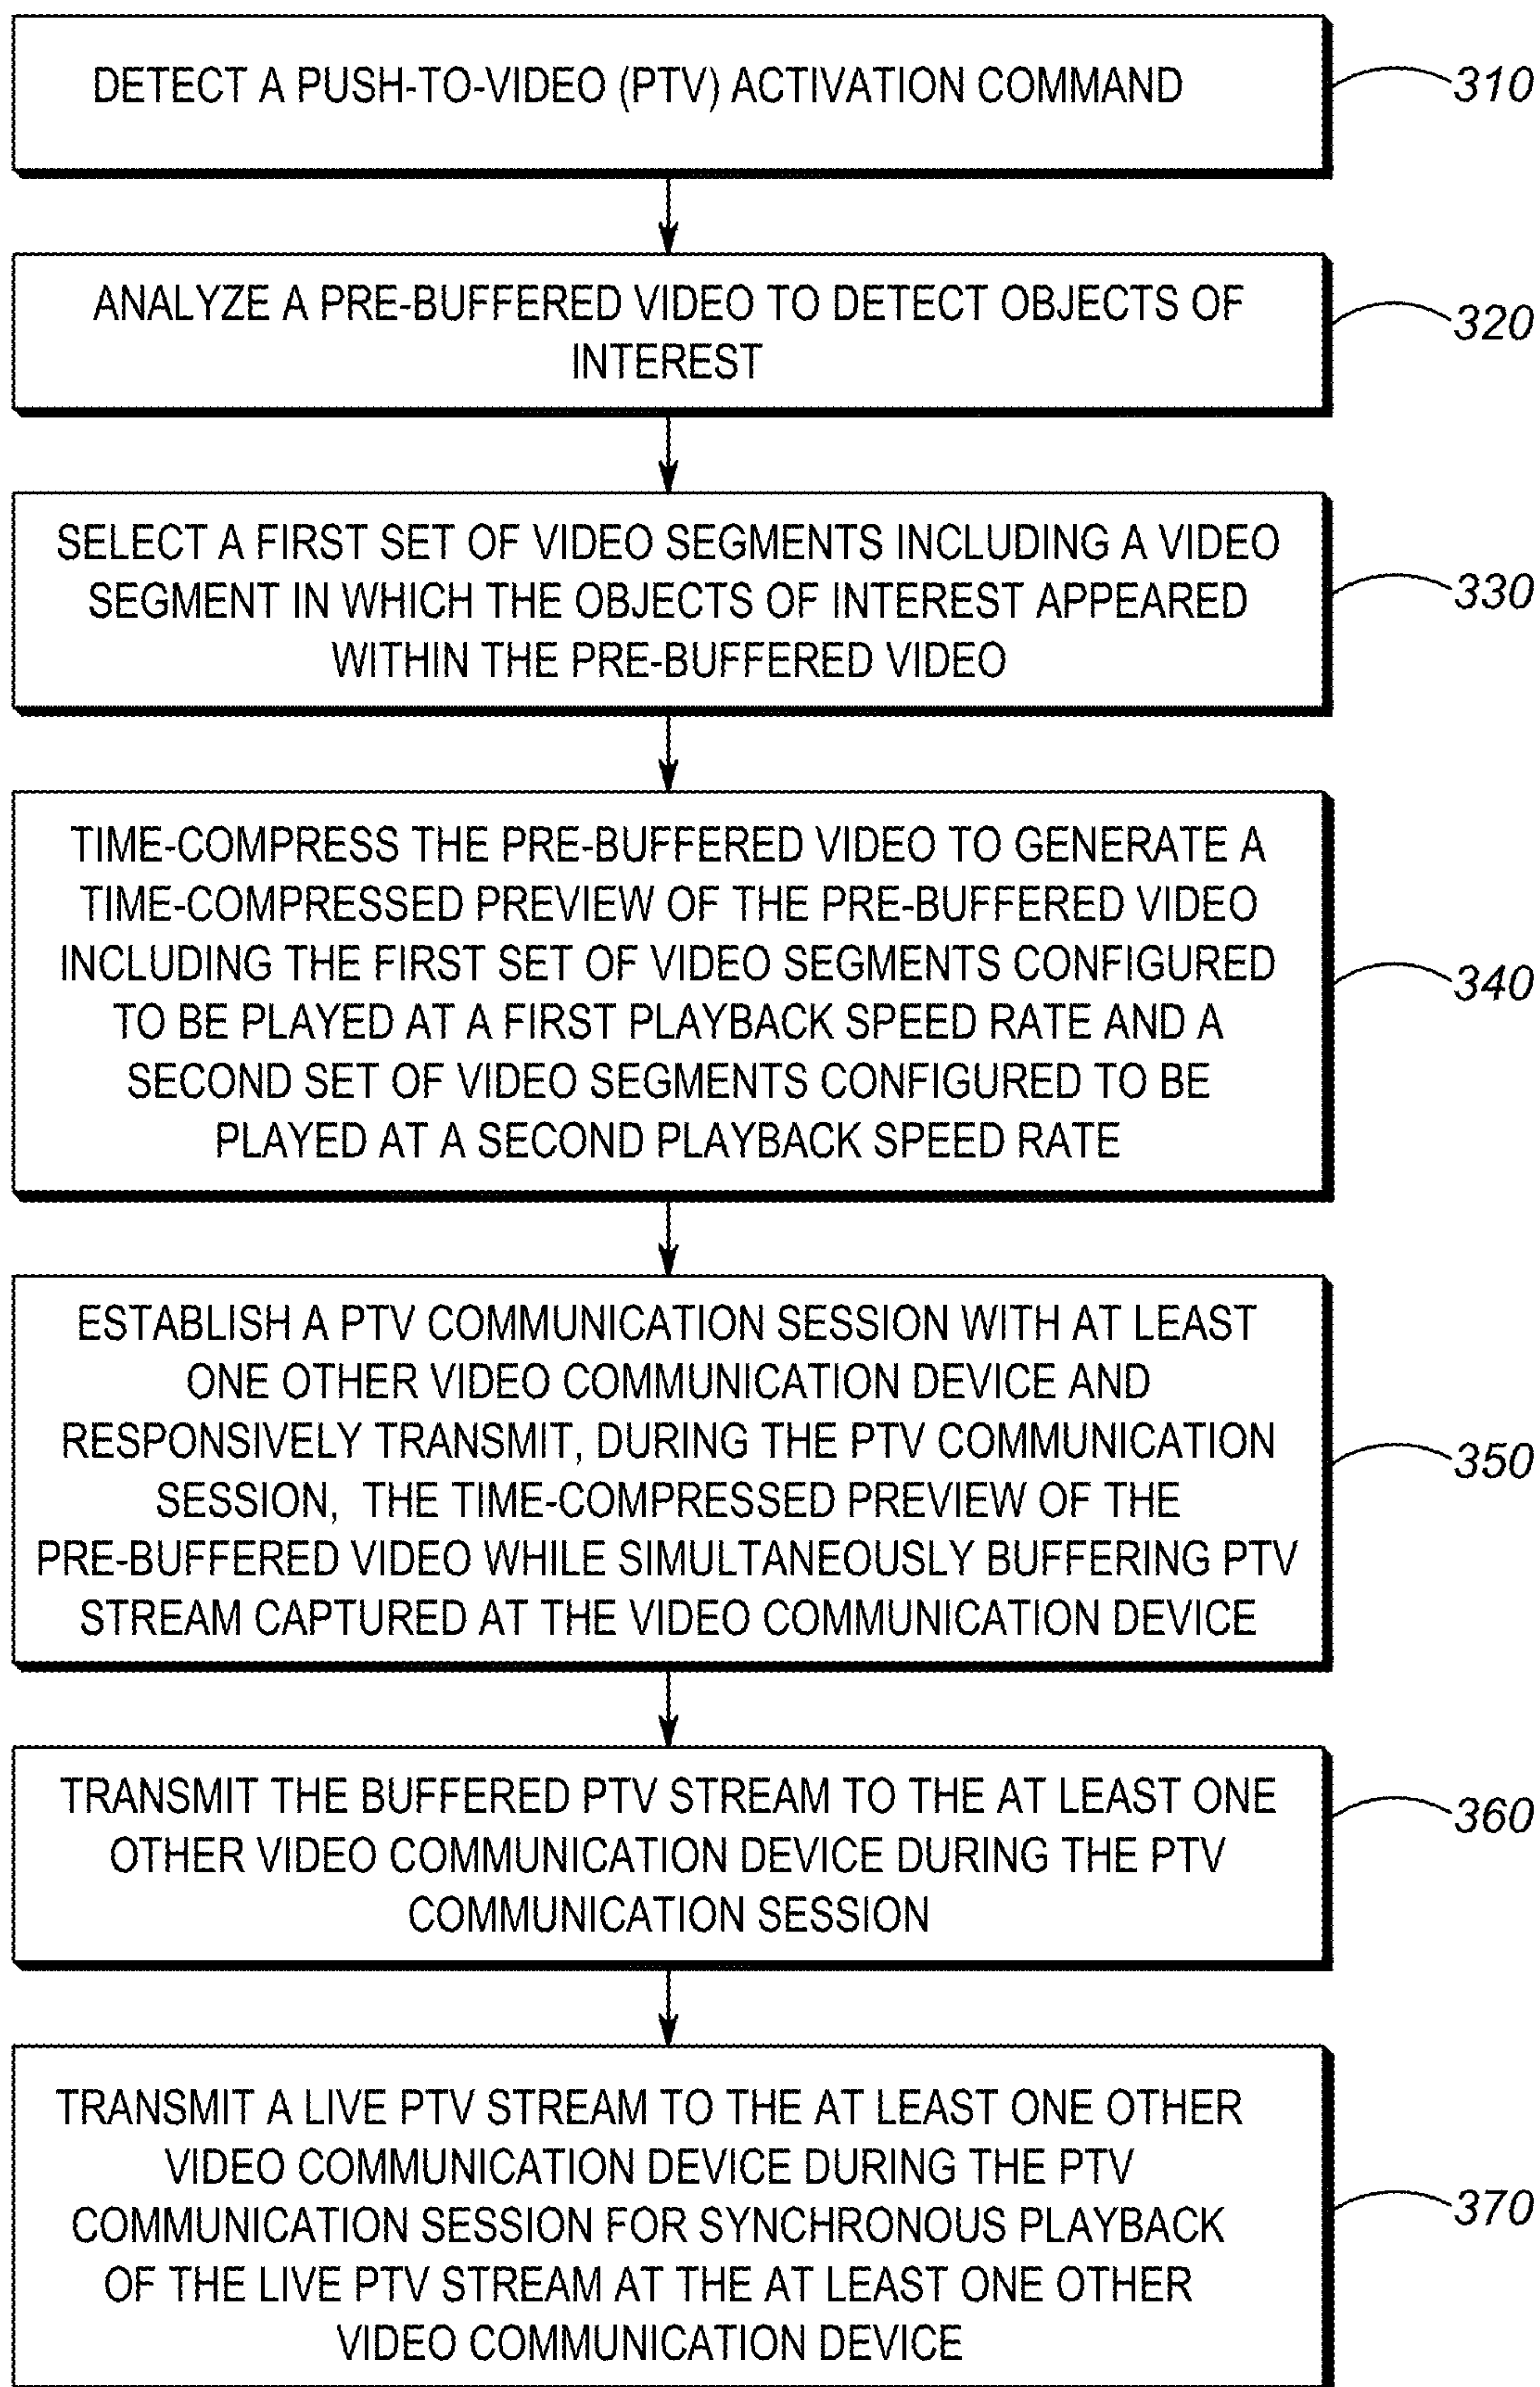 DETECT A PUSH-TO-VIDEO (PTV) ACTIVATION COMMAND
310
ANALYZE A PRE-BUFFERED VIDEO TO DETECT OBJECTS OF
INTEREST
320
SELECT A FIRST SET OF VIDEO SEGMENTS INCLUDING A VIDEO
SEGMENT IN WHICH THE OBJECTS OF INTEREST APPEARED
WITHIN THE PRE-BUFFERED VIDEO
330
TIME-COMPRESS THE PRE-BUFFERED VIDEO TO GENERATE A
TIME-COMPRESSED PREVIEW OF THE PRE-BUFFERED VIDEO
INCLUDING THE FIRST SET OF VIDEO SEGMENTS CONFIGURED
TO BE PLAYED AT A FIRST PLAYBACK SPEED RATE AND A
SECOND SET OF VIDEO SEGMENTS CONFIGURED TO BE
PLAYED AT A SECOND PLAYBACK SPEED RATE
340
ESTABLISH A PTV COMMUNICATION SESSION WITH AT LEAST
ONE OTHER VIDEO COMMUNICATION DEVICE AND
RESPONSIVELY TRANSMIT, DURING THE PTV COMMUNICATION
SESSION, THE TIME-COMPRESSED PREVIEW OF THE
PRE-BUFFERED VIDEO WHILE SIMULTANEOUSLY BUFFERING PTV
STREAM CAPTURED AT THE VIDEO COMMUNICATION DEVICE
350
TRANSMIT THE BUFFERED PTV STREAM TO THE AT LEAST ONE
OTHER VIDEO COMMUNICATION DEVICE DURING THE PTV
COMMUNICATION SESSION
360
TRANSMIT A LIVE PTV STREAM TO THE AT LEAST ONE OTHER
VIDEO COMMUNICATION DEVICE DURING THE PTV
COMMUNICATION SESSION FOR SYNCHRONOUS PLAYBACK
OF THE LIVE PTV STREAM AT THE AT LEAST ONE OTHER
VIDEO COMMUNICATION DEVICE
370